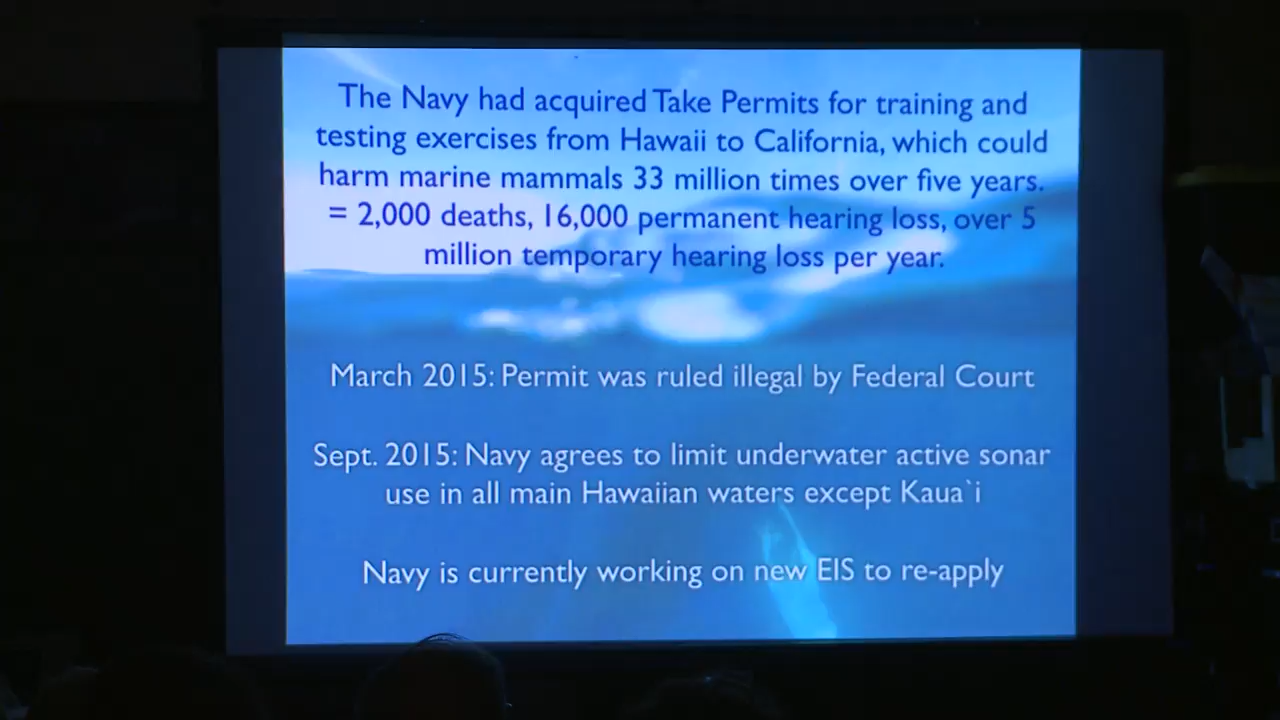 The Navy had acquired Take Permits for training and
testing exercises from Hawaii to California, which could
harm marine mammals 33 million times over five years.
= 2,000 deaths, 16,000 permanent hearing loss, over 5
million temporary hearing loss per year.
March 2015: Permit was ruled illegal by Federal Court
Sept. 2015: Navy agrees to limit underwater active sonar
use in all main Hawaiian waters except Kaua`i
Navy is currently working on new EIS to re-apply